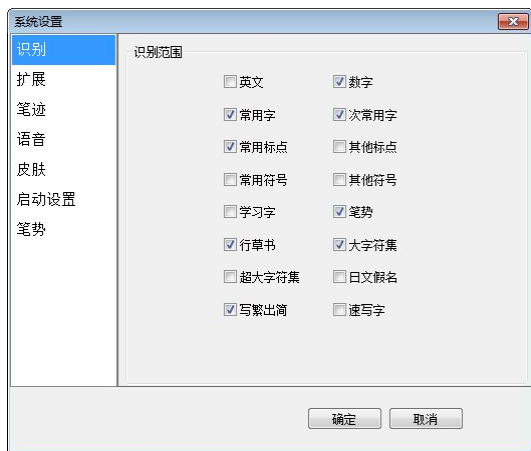 系统设置
识别
扩展
笔迹
语音
皮肤
启动设置
笔势
识别范围
英文 数字
常用字 次常用字
常用标点 其他标点
常用符号 其他符号
学习字 笔势
行草书 大字符集
超大字符集 日文假名
写繁出简 速写字
确定 取消